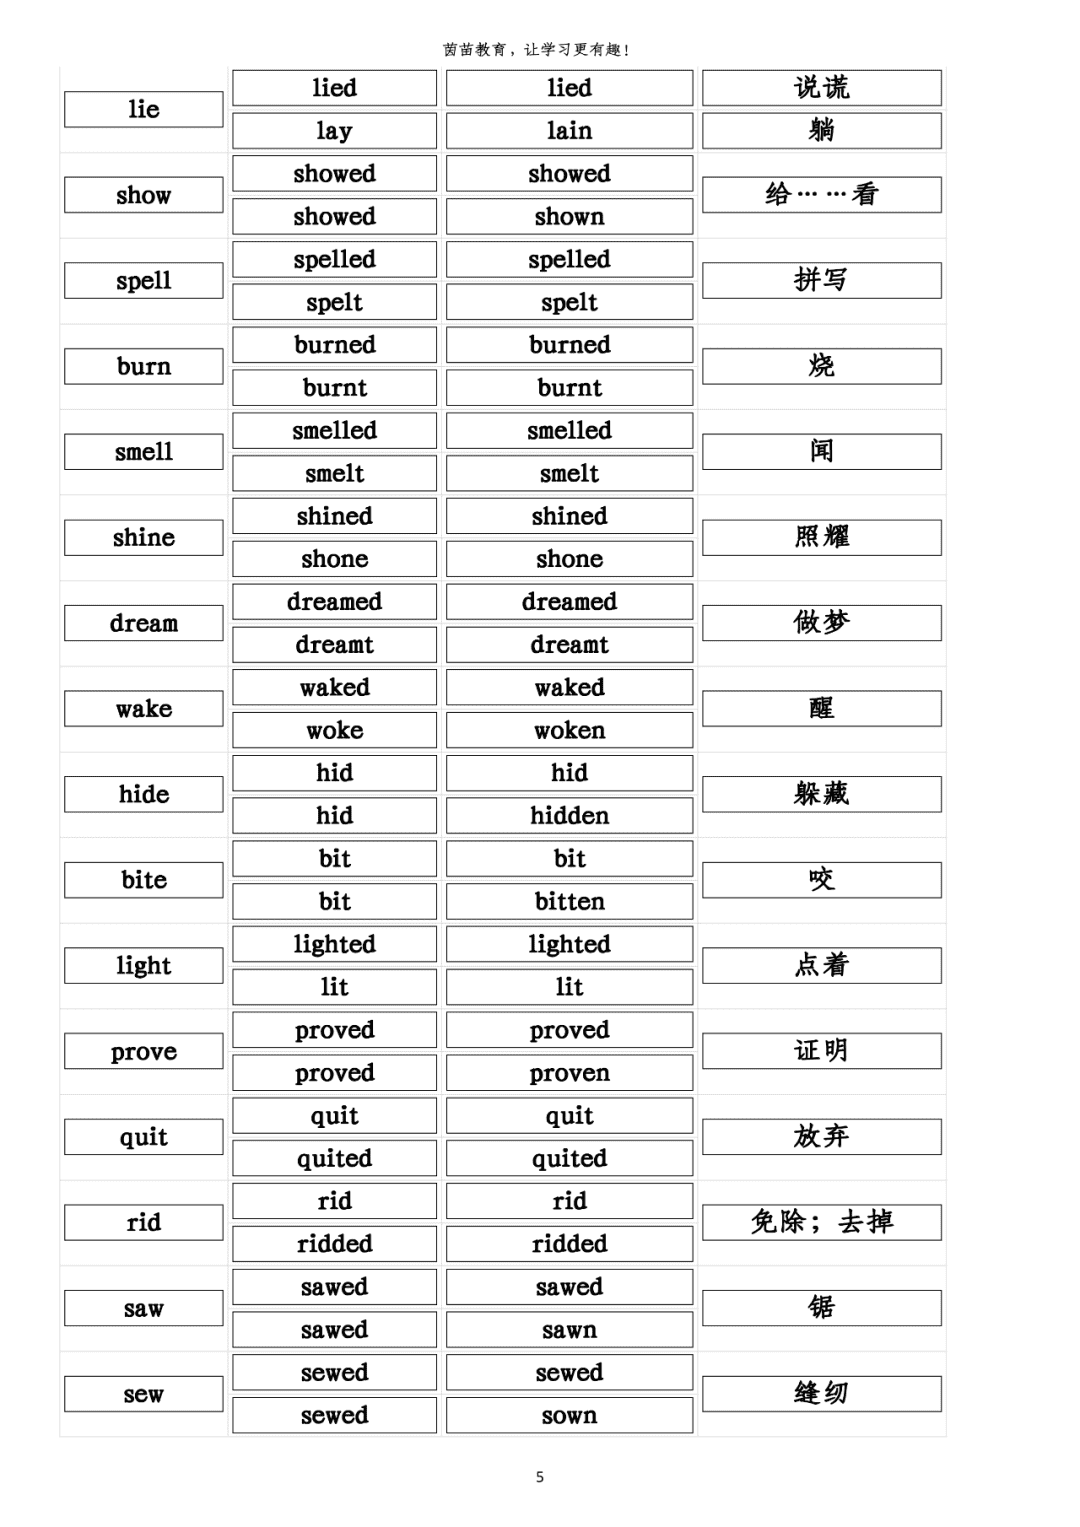 茵苗教育，让学习更有趣！
lie lied lied 说谎
lay lain 躺
show showed showed 给……看
showed shown
spell spelled spelled 拼写
spelt spelt
burn burned burned 烧
burnt burnt
smell smelled smelled 闻
smelt smelt
shine shined shined 照耀
shone shone
dream dreamed dreamed 做梦
dreamt dreamt
wake waked waked 醒
woke woken
hide hid hid 躲藏
hid hidden
bite bit bit 咬
bit bitten
light lighted lighted 点着
lit lit
prove proved proved 证明
proved proven
quit quit quit 放弃
quited quited
rid rid rid 免除；去掉
ridded ridded
saw sawed sawed 锯
sawed sawn
sew sewed sewed 缝纫
sewed sown
5